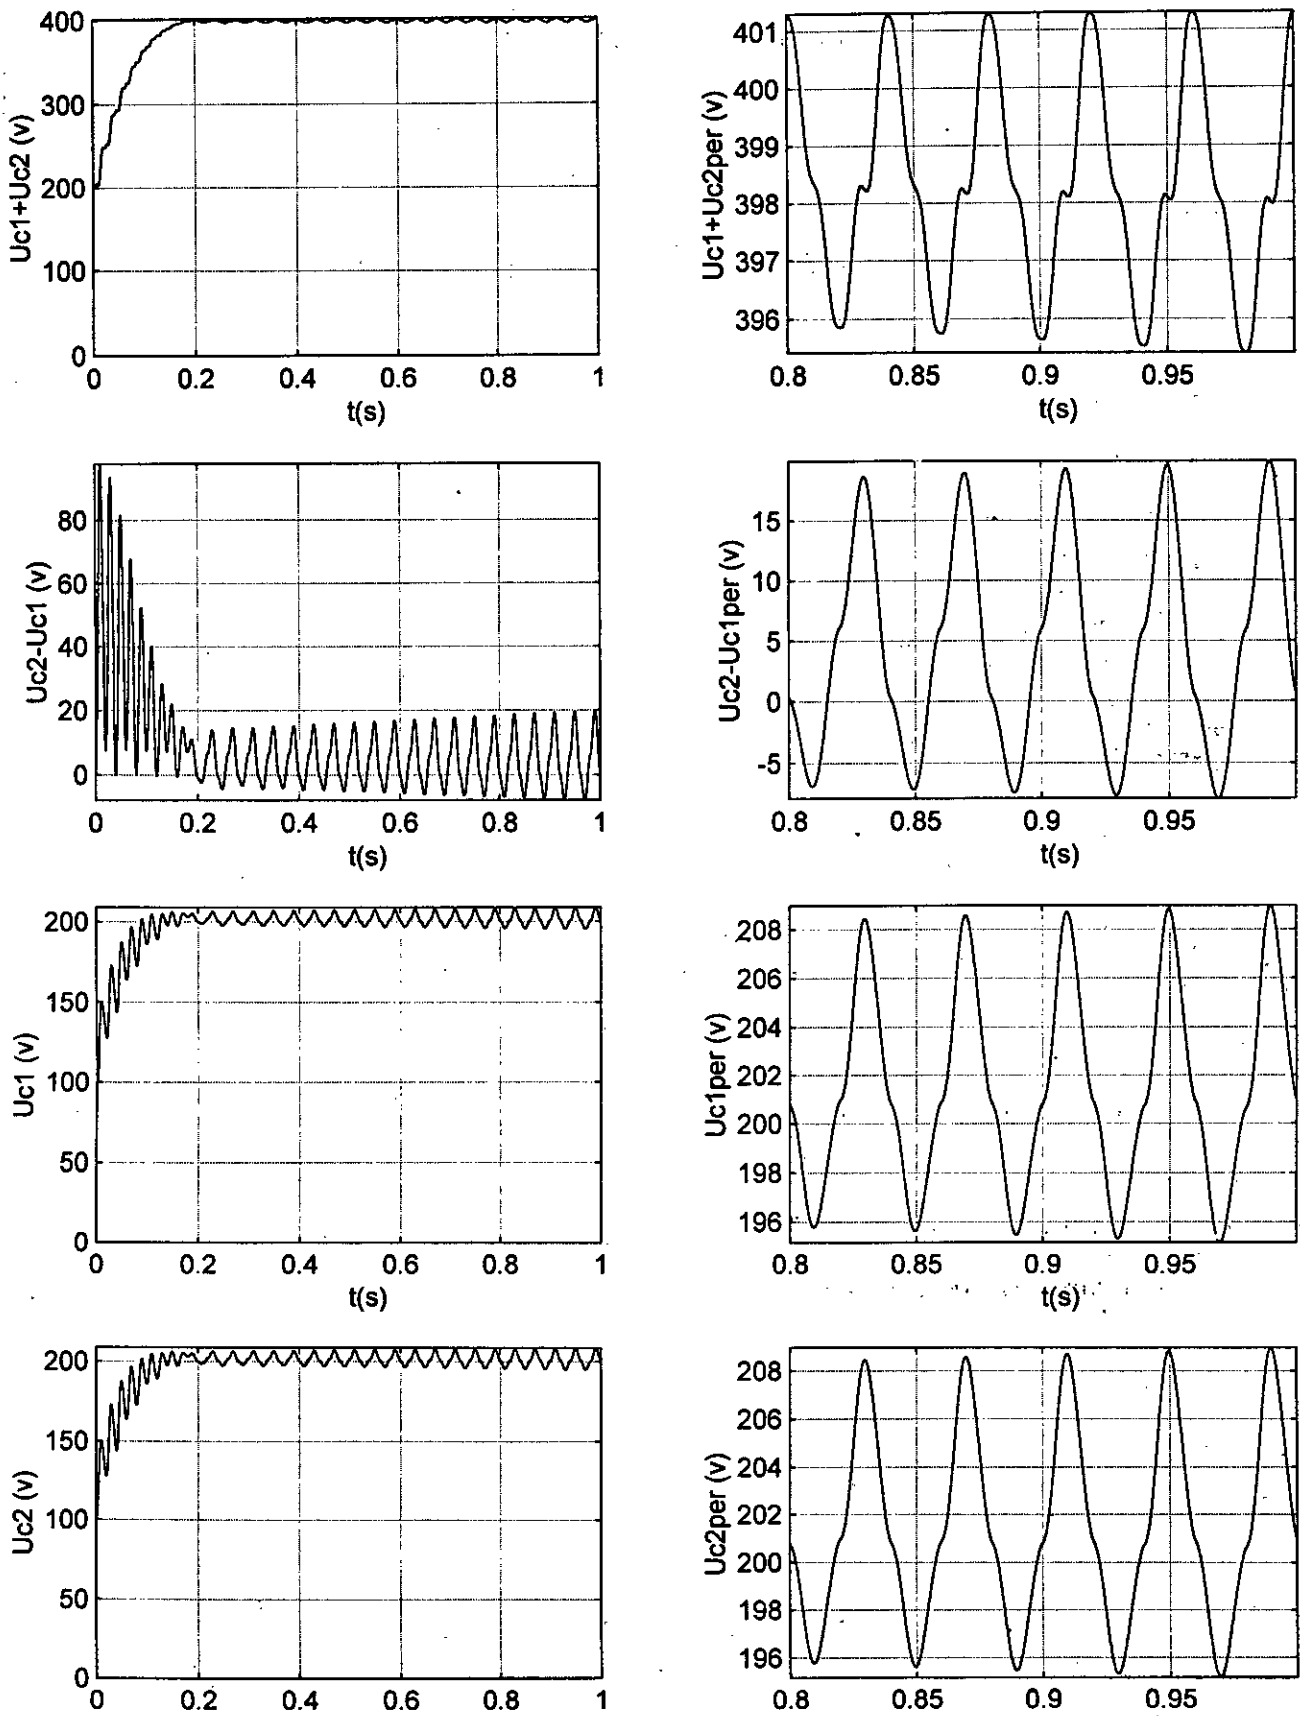 400
300
200
100
0
Uc1+Uc2 (v)
0 0.2 0.4 0.6 0.8 1
t(s)
401
400
399
398
397
396
Uc1+Uc2per (v)
0.8 0.85 0.9 0.95
t(s)
80
60
40
20
0
Uc2-Uc1 (v)
0 0.2 0.4 0.6 0.8 1
t(s)
15
10
5
0
-5
Uc2-Uc1per (v)
0.8 0.85 0.9 0.95
t(s)
200
150
100
50
0
Uc1 (v)
0 0.2 0.4 0.6 0.8 1
t(s)
208
206
204
202
200
198
196
Uc1per (v)
0.8 0.85 0.9 0.95
t(s)
200
150
100
50
0
Uc2 (v)
0 0.2 0.4 0.6 0.8 1
208
206
204
202
200
198
196
Uc2per (v)
0.8 0.85 0.9 0.95